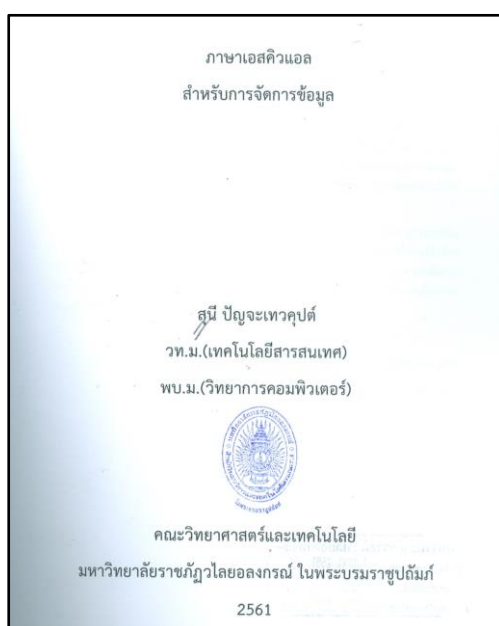 ภาษาเอสคิวแอล
สำหรับการจัดการข้อมูล
สุนี ปัญจะเทวคุปต์
วท.ม.(เทคโนโลยีสารสนเทศ)
พบ.ม.(วิทยาการคอมพิวเตอร์)
คณะวิทยาศาสตร์และเทคโนโลยี
มหาวิทยาลัยราชภัฏวไลยอลงกรณ์ ในพระบรมราชูปถัมภ์
2561